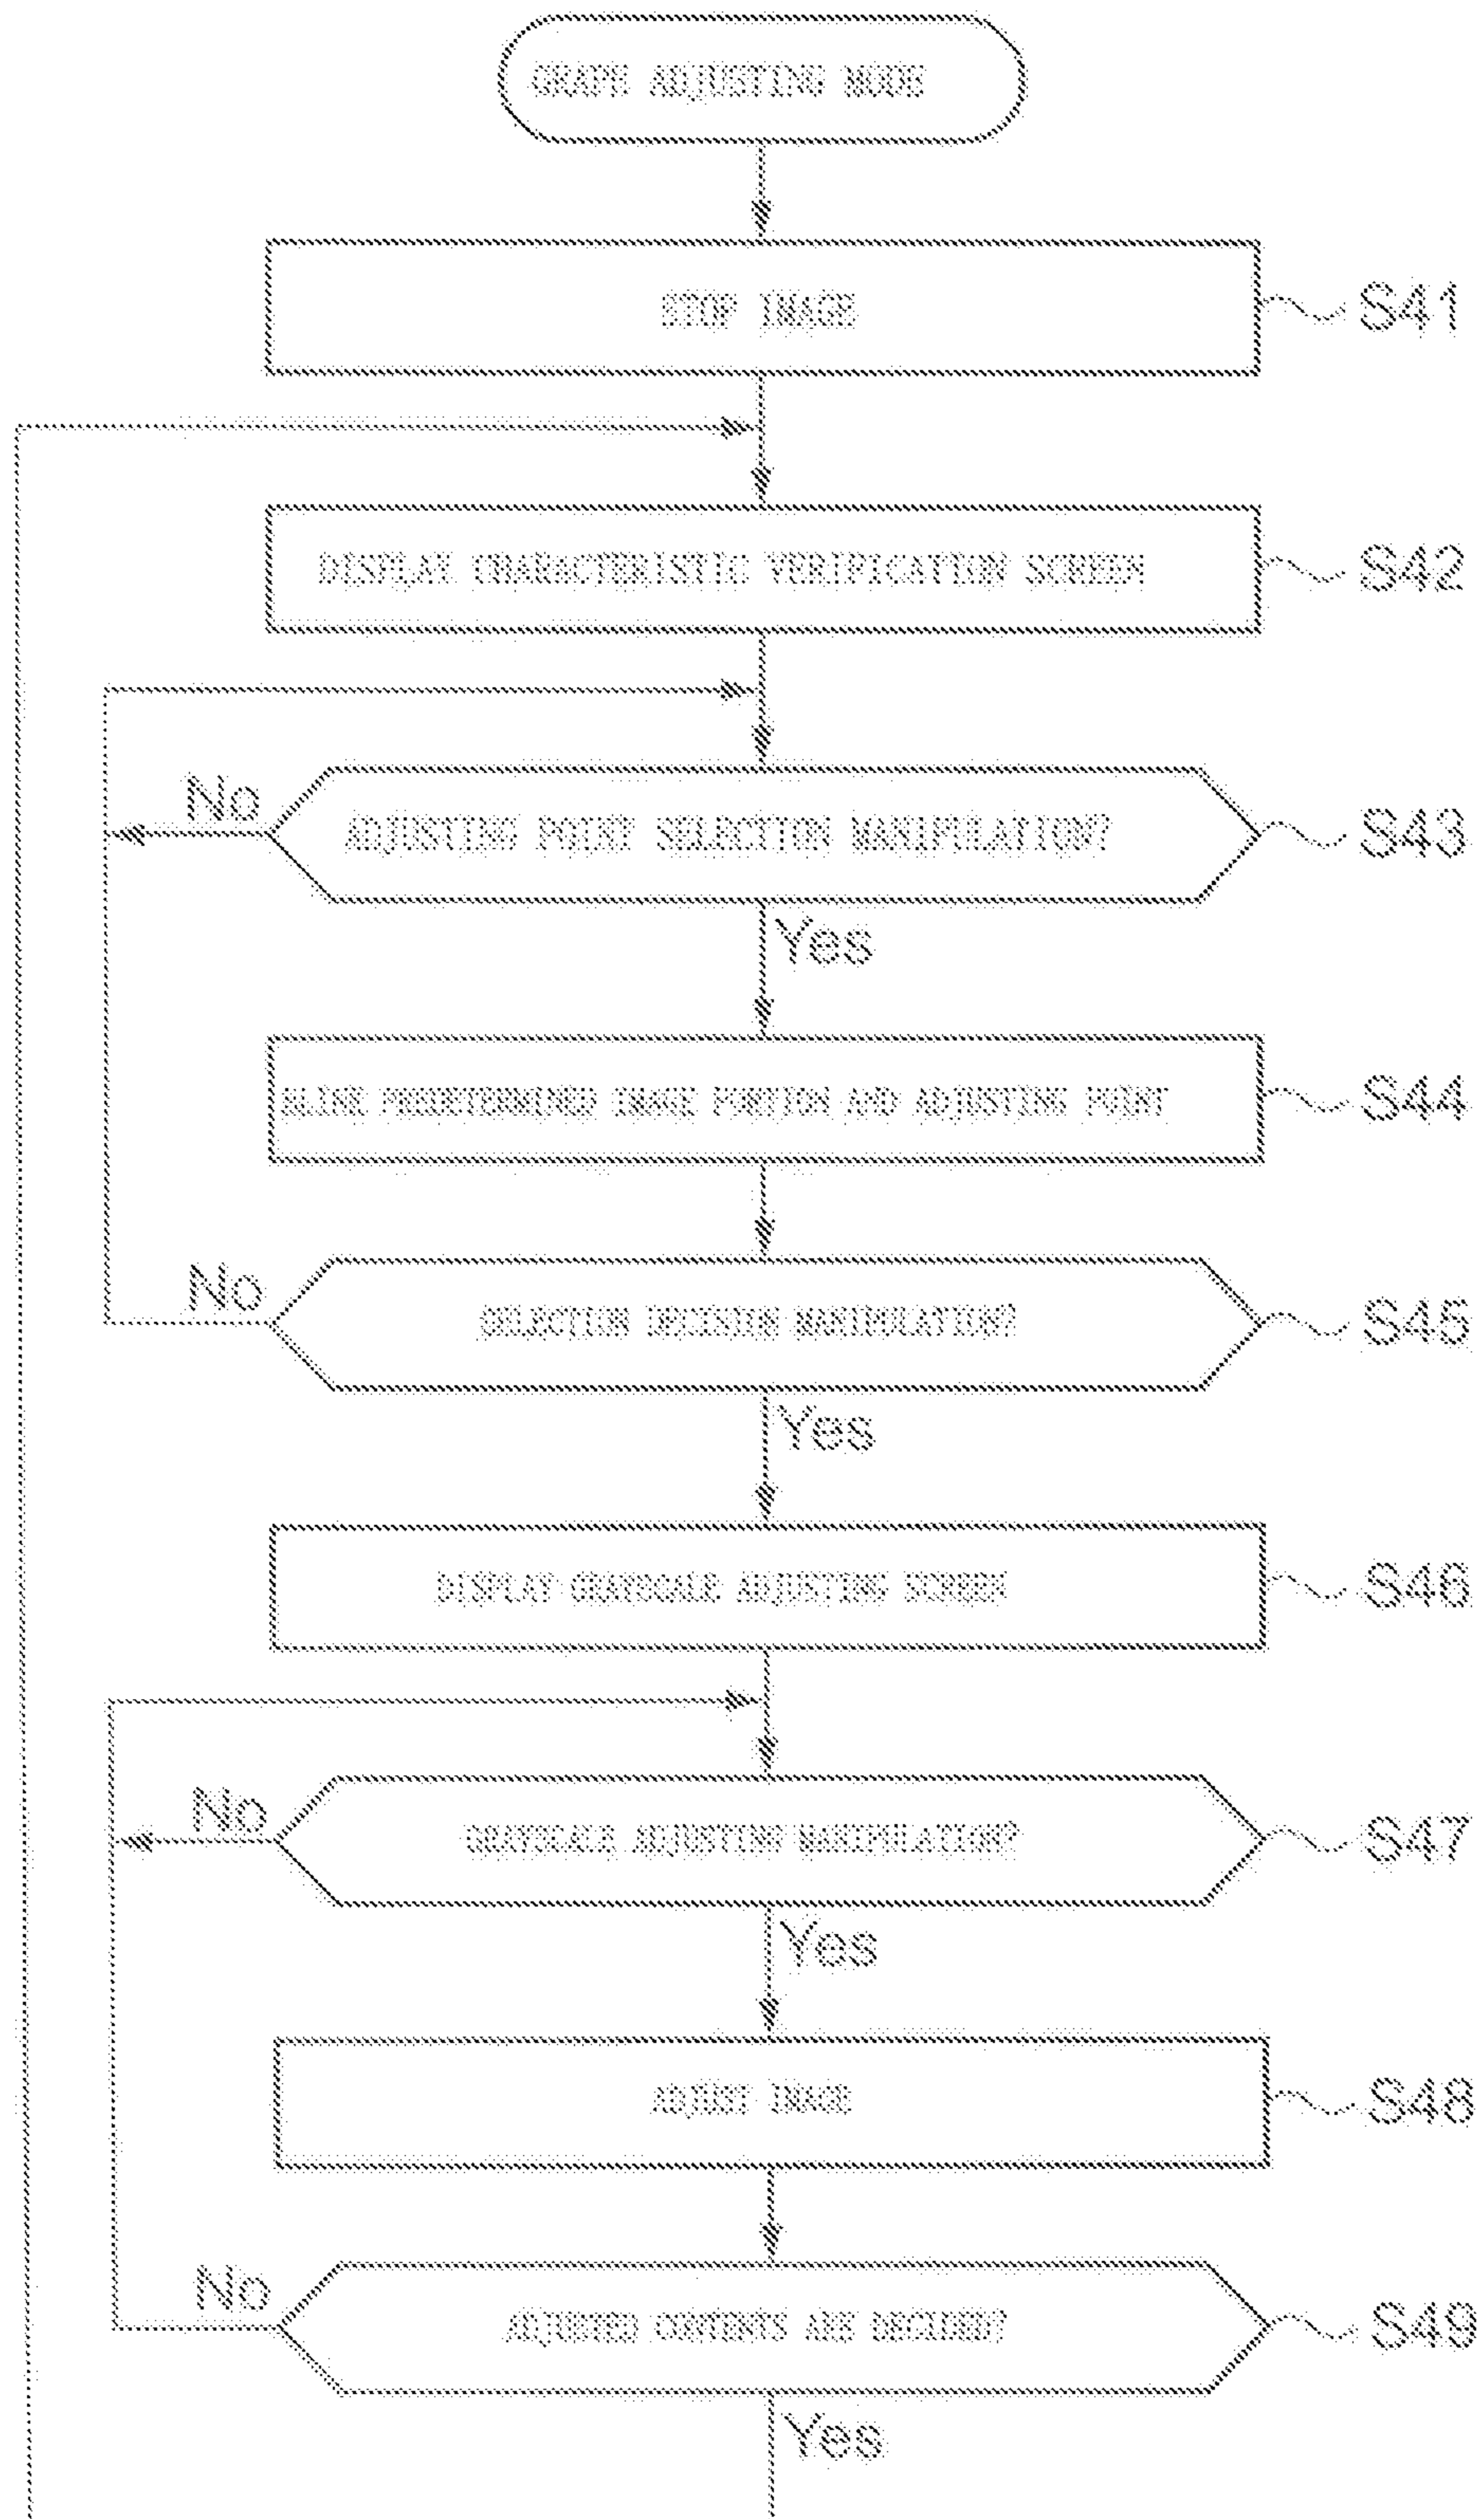 GRAPH ADJUSTING MODE
STOP IMAGE
S41
DISPLAY CHARACTERISTIC VERIFICATION SCREEN
S42
No
ADJUSTING POINT SELECTION MANIPULATION?
S43
Yes
BLINK PREDETERMINED IMAGE PORTION AND ADJUSTING POINT
S44
No
SELECTION DECISION MANIPULATION?
S45
Yes
DISPLAY GRAYSCALE ADJUSTING SCREEN
S46
No
GRAYSCALE ADJUSTING MANIPULATION?
S47
Yes
ADJUST IMAGE
S48
No
ADJUSTED CONTENTS ARE DECIDED?
S49
Yes